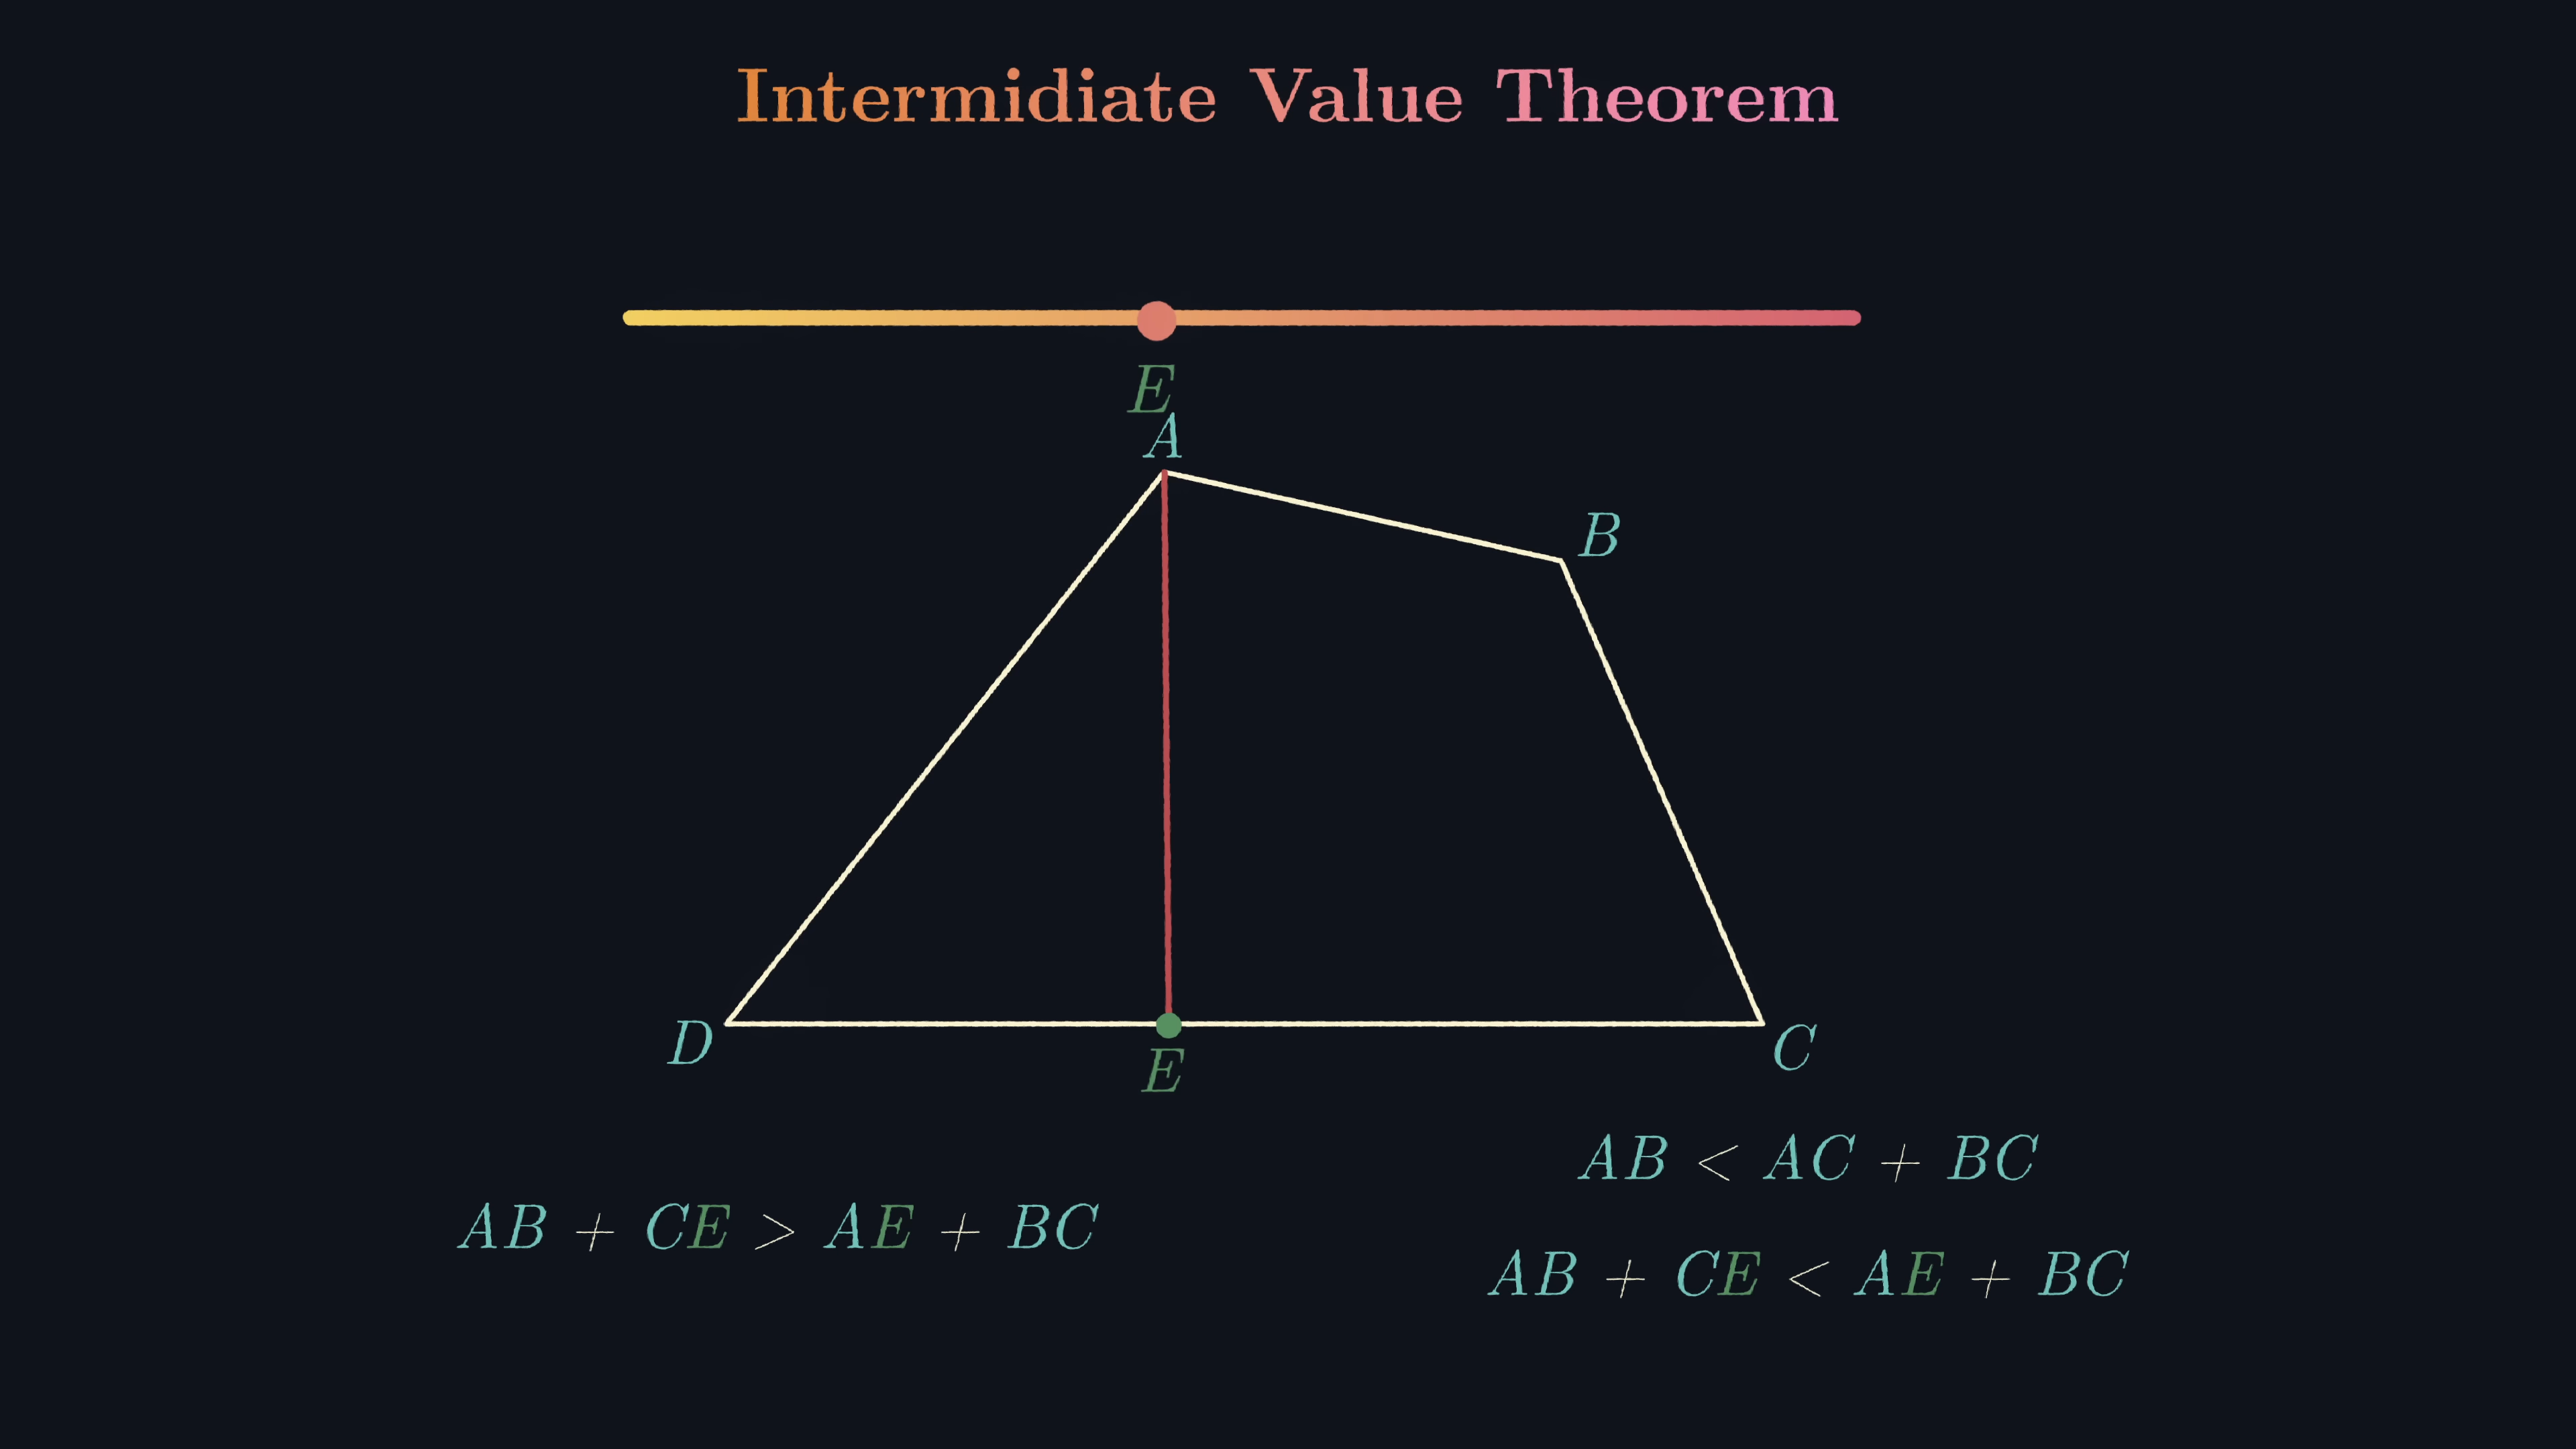 Intermidiate Value Theorem
E
A
B
D
E
C
AB < AC + BC
AB + CE > AE + BC
AB + CE < AE + BC